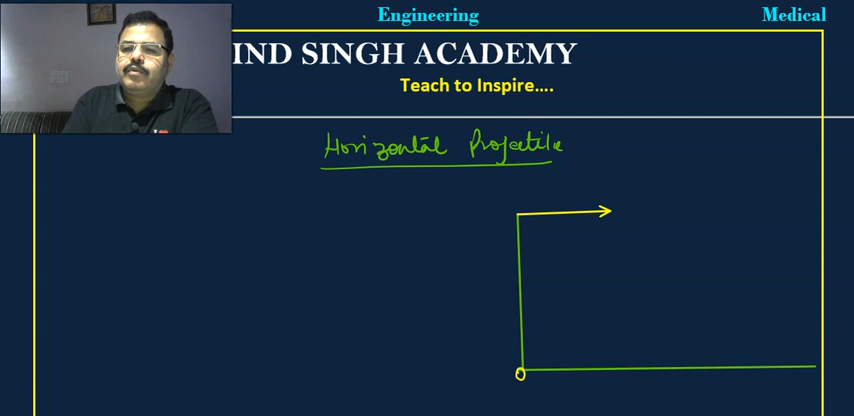 Engineering Medical
IND SINGH ACADEMY
Teach to Inspire....
Horizontal Projectile
O